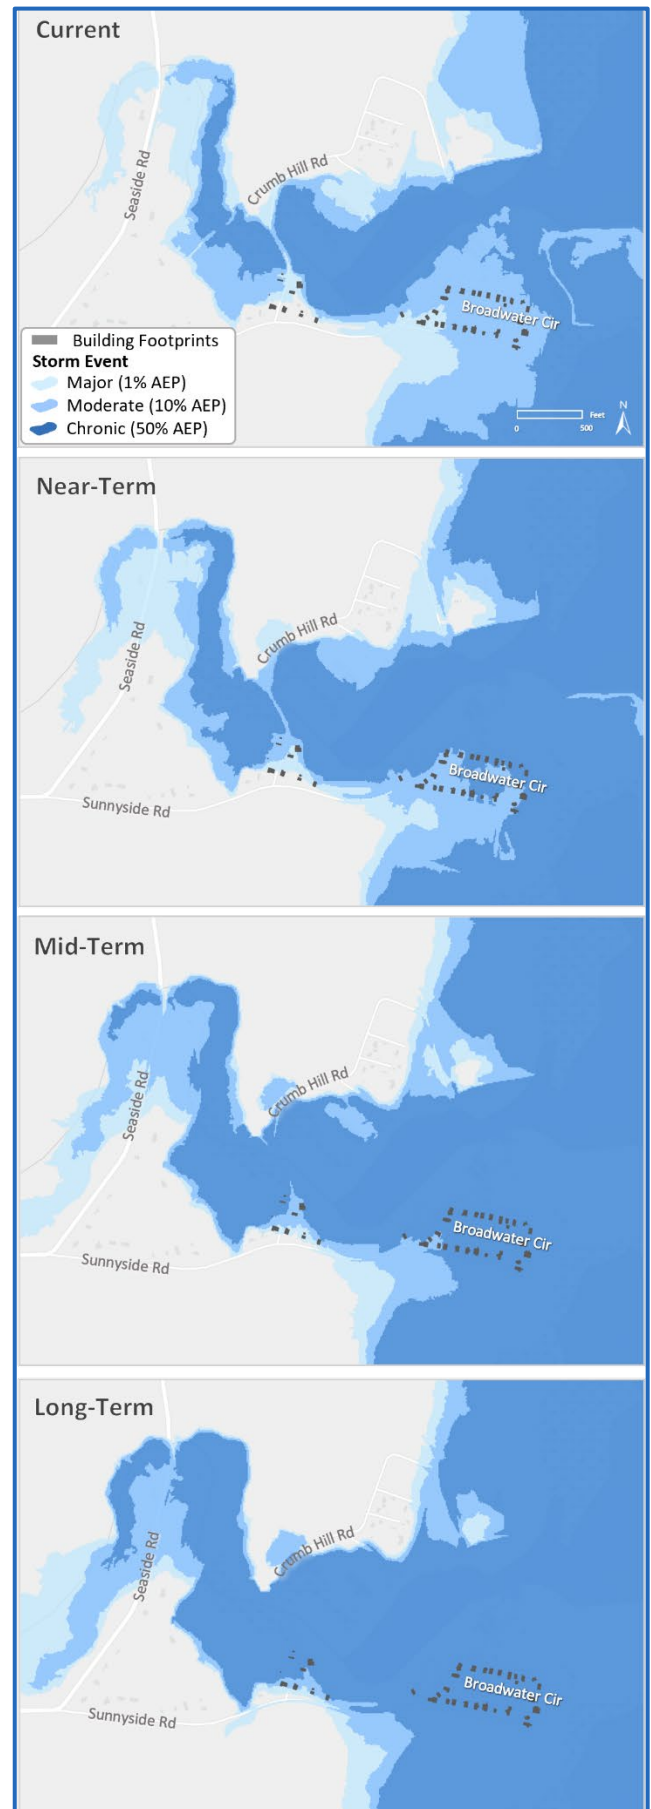 Current
Seaside Rd
Crumb Hill Rd
Broadwater Cir
Building Footprints
Storm Event
Major (1% AEP)
Moderate (10% AEP)
Chronic (50% AEP)
N
Feet
0 500
Near-Term
Crumb Hill Rd
Seaside Rd
Broadwater Cir
Sunnyside Rd
Mid-Term
Crumb Hill Rd
Seaside Rd
Broadwater Cir
Sunnyside Rd
Long-Term
Crumb Hill Rd
Seaside Rd
Broadwater Cir
Sunnyside Rd